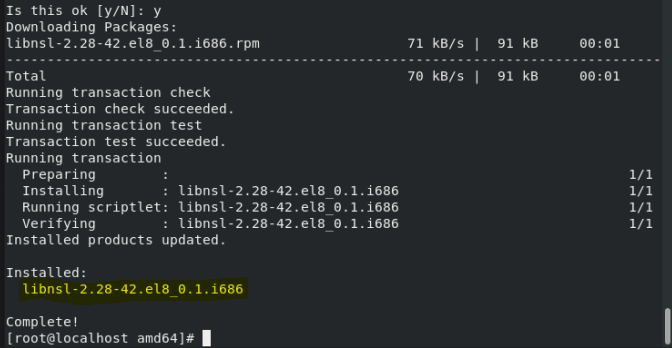 Is this ok [y/N]: y
Downloading Packages:
libnsl-2.28-42.el8_0.1.i686.rpm 71 kB/s | 91 kB 00:01
--------------------------------------------------------------------------------
Total 70 kB/s | 91 kB 00:01
Running transaction check
Transaction check succeeded.
Running transaction test
Transaction test succeeded.
Running transaction
Preparing : 1/1
Installing : libnsl-2.28-42.el8_0.1.i686 1/1
Running scriptlet: libnsl-2.28-42.el8_0.1.i686 1/1
Verifying : libnsl-2.28-42.el8_0.1.i686 1/1
Installed products updated.
Installed:
libnsl-2.28-42.el8_0.1.i686
Complete!
[root@localhost amd64]#